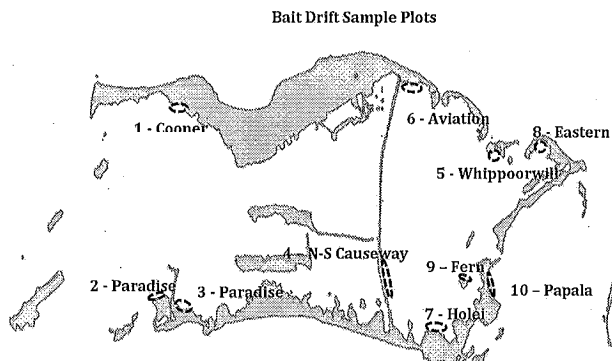 Bait Drift Sample Plots
6 - Aviation
1 - Cooper
8 - Eastern
5 - Whippoorwill
4 - N-S Causeway
9 – Fern
2 - Paradise
3 - Paradise
10 – Papala
7 - Holei